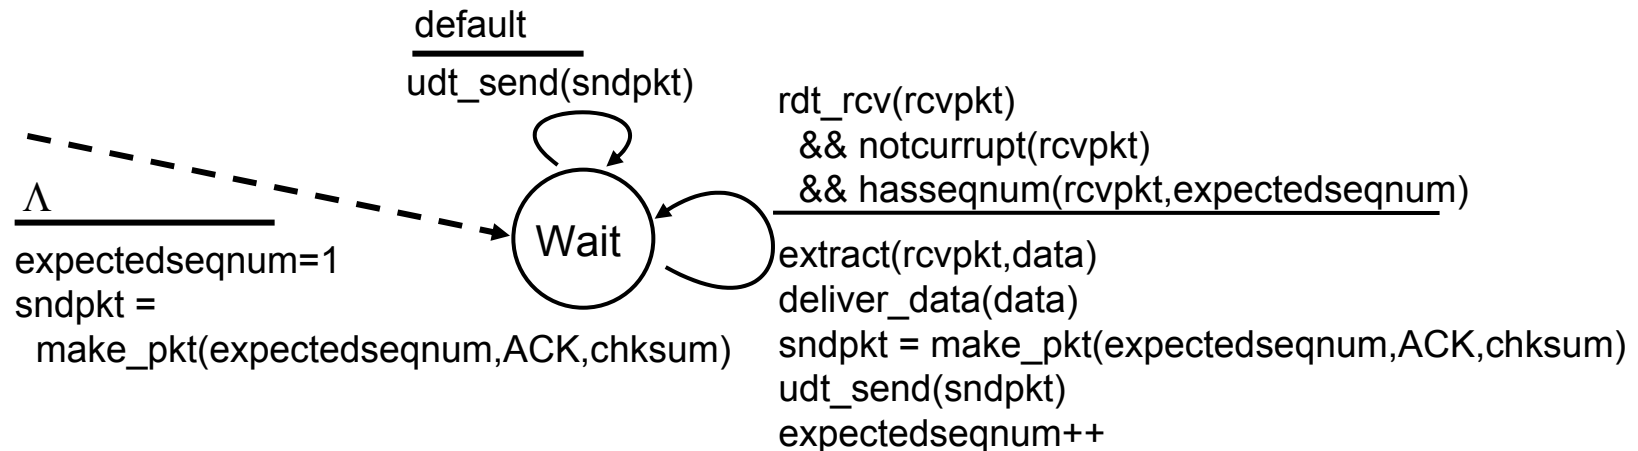 default
udt_send(sndpkt)
rdt_rcv(rcvpkt)
&& notcurrupt(rcvpkt)
&& hasseqnum(rcvpkt,expectedseqnum)
Λ
Wait
expectedseqnum=1
sndpkt =
make_pkt(expectedseqnum,ACK,chksum)
extract(rcvpkt,data)
deliver_data(data)
sndpkt = make_pkt(expectedseqnum,ACK,chksum)
udt_send(sndpkt)
expectedseqnum++